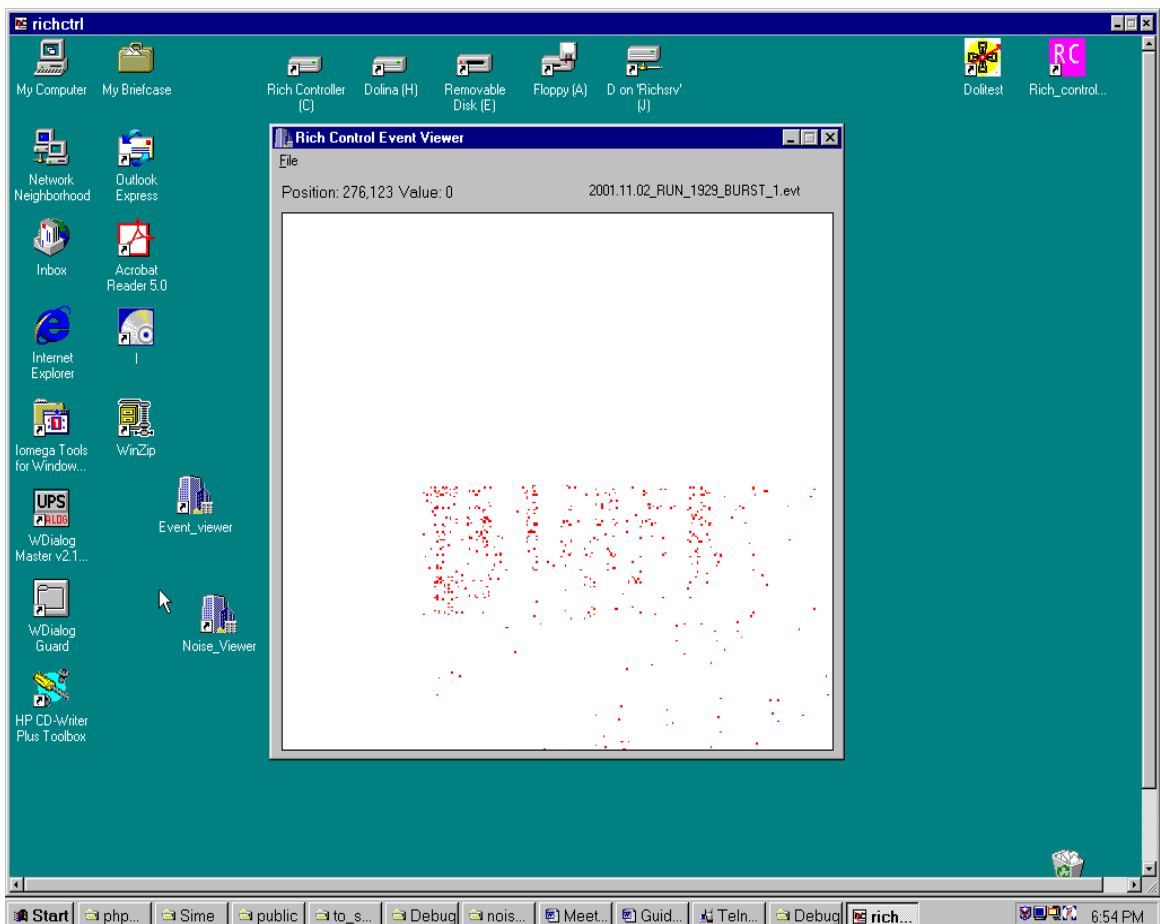 richctrl
My Computer
My Briefcase
Rich Controller
(C)
Dolina (H)
Removable
Disk (E)
Floppy (A)
D on 'Richsrv'
(J)
Dolitest
Rich_control...
Rich Control Event Viewer
File
Position: 276,123 Value: 0
2001.11.02_RUN_1929_BURST_1.evt
Network
Neighborhood
Outlook
Express
Inbox
Acrobat
Reader 5.0
Internet
Explorer
I
Iomega Tools
for Window...
WinZip
UPS
WDialog
Master v2.1...
Event_viewer
WDialog
Guard
Noise_Viewer
HP CD-Writer
Plus Toolbox
RC
Start
php...
Sime
public
to_s...
Debug
nois...
Meet...
Guid...
Teln...
Debug
rich...
6:54 PM